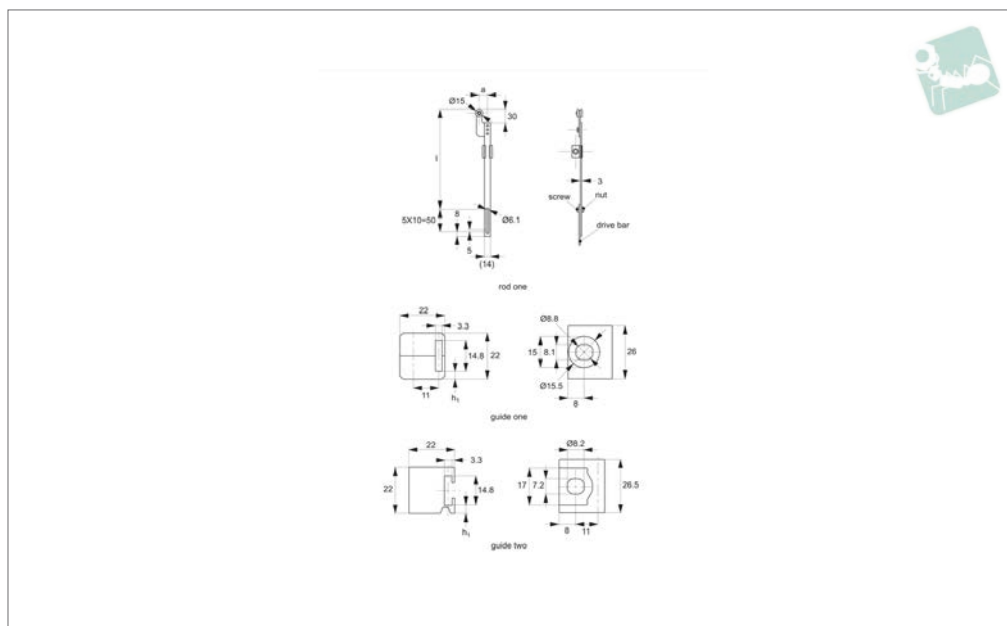 a
Ø15
30
l
3
screw
nut
8
5X10=50
Ø6.1
drive bar
5
(14)
rod one
22
3.3
14.8
22
11
h₁
Ø8.8
15
8.1
26
Ø15.5
8
guide one
22
3.3
22
14.8
h₁
Ø8.2
17
7.2
26.5
8
11
guide two